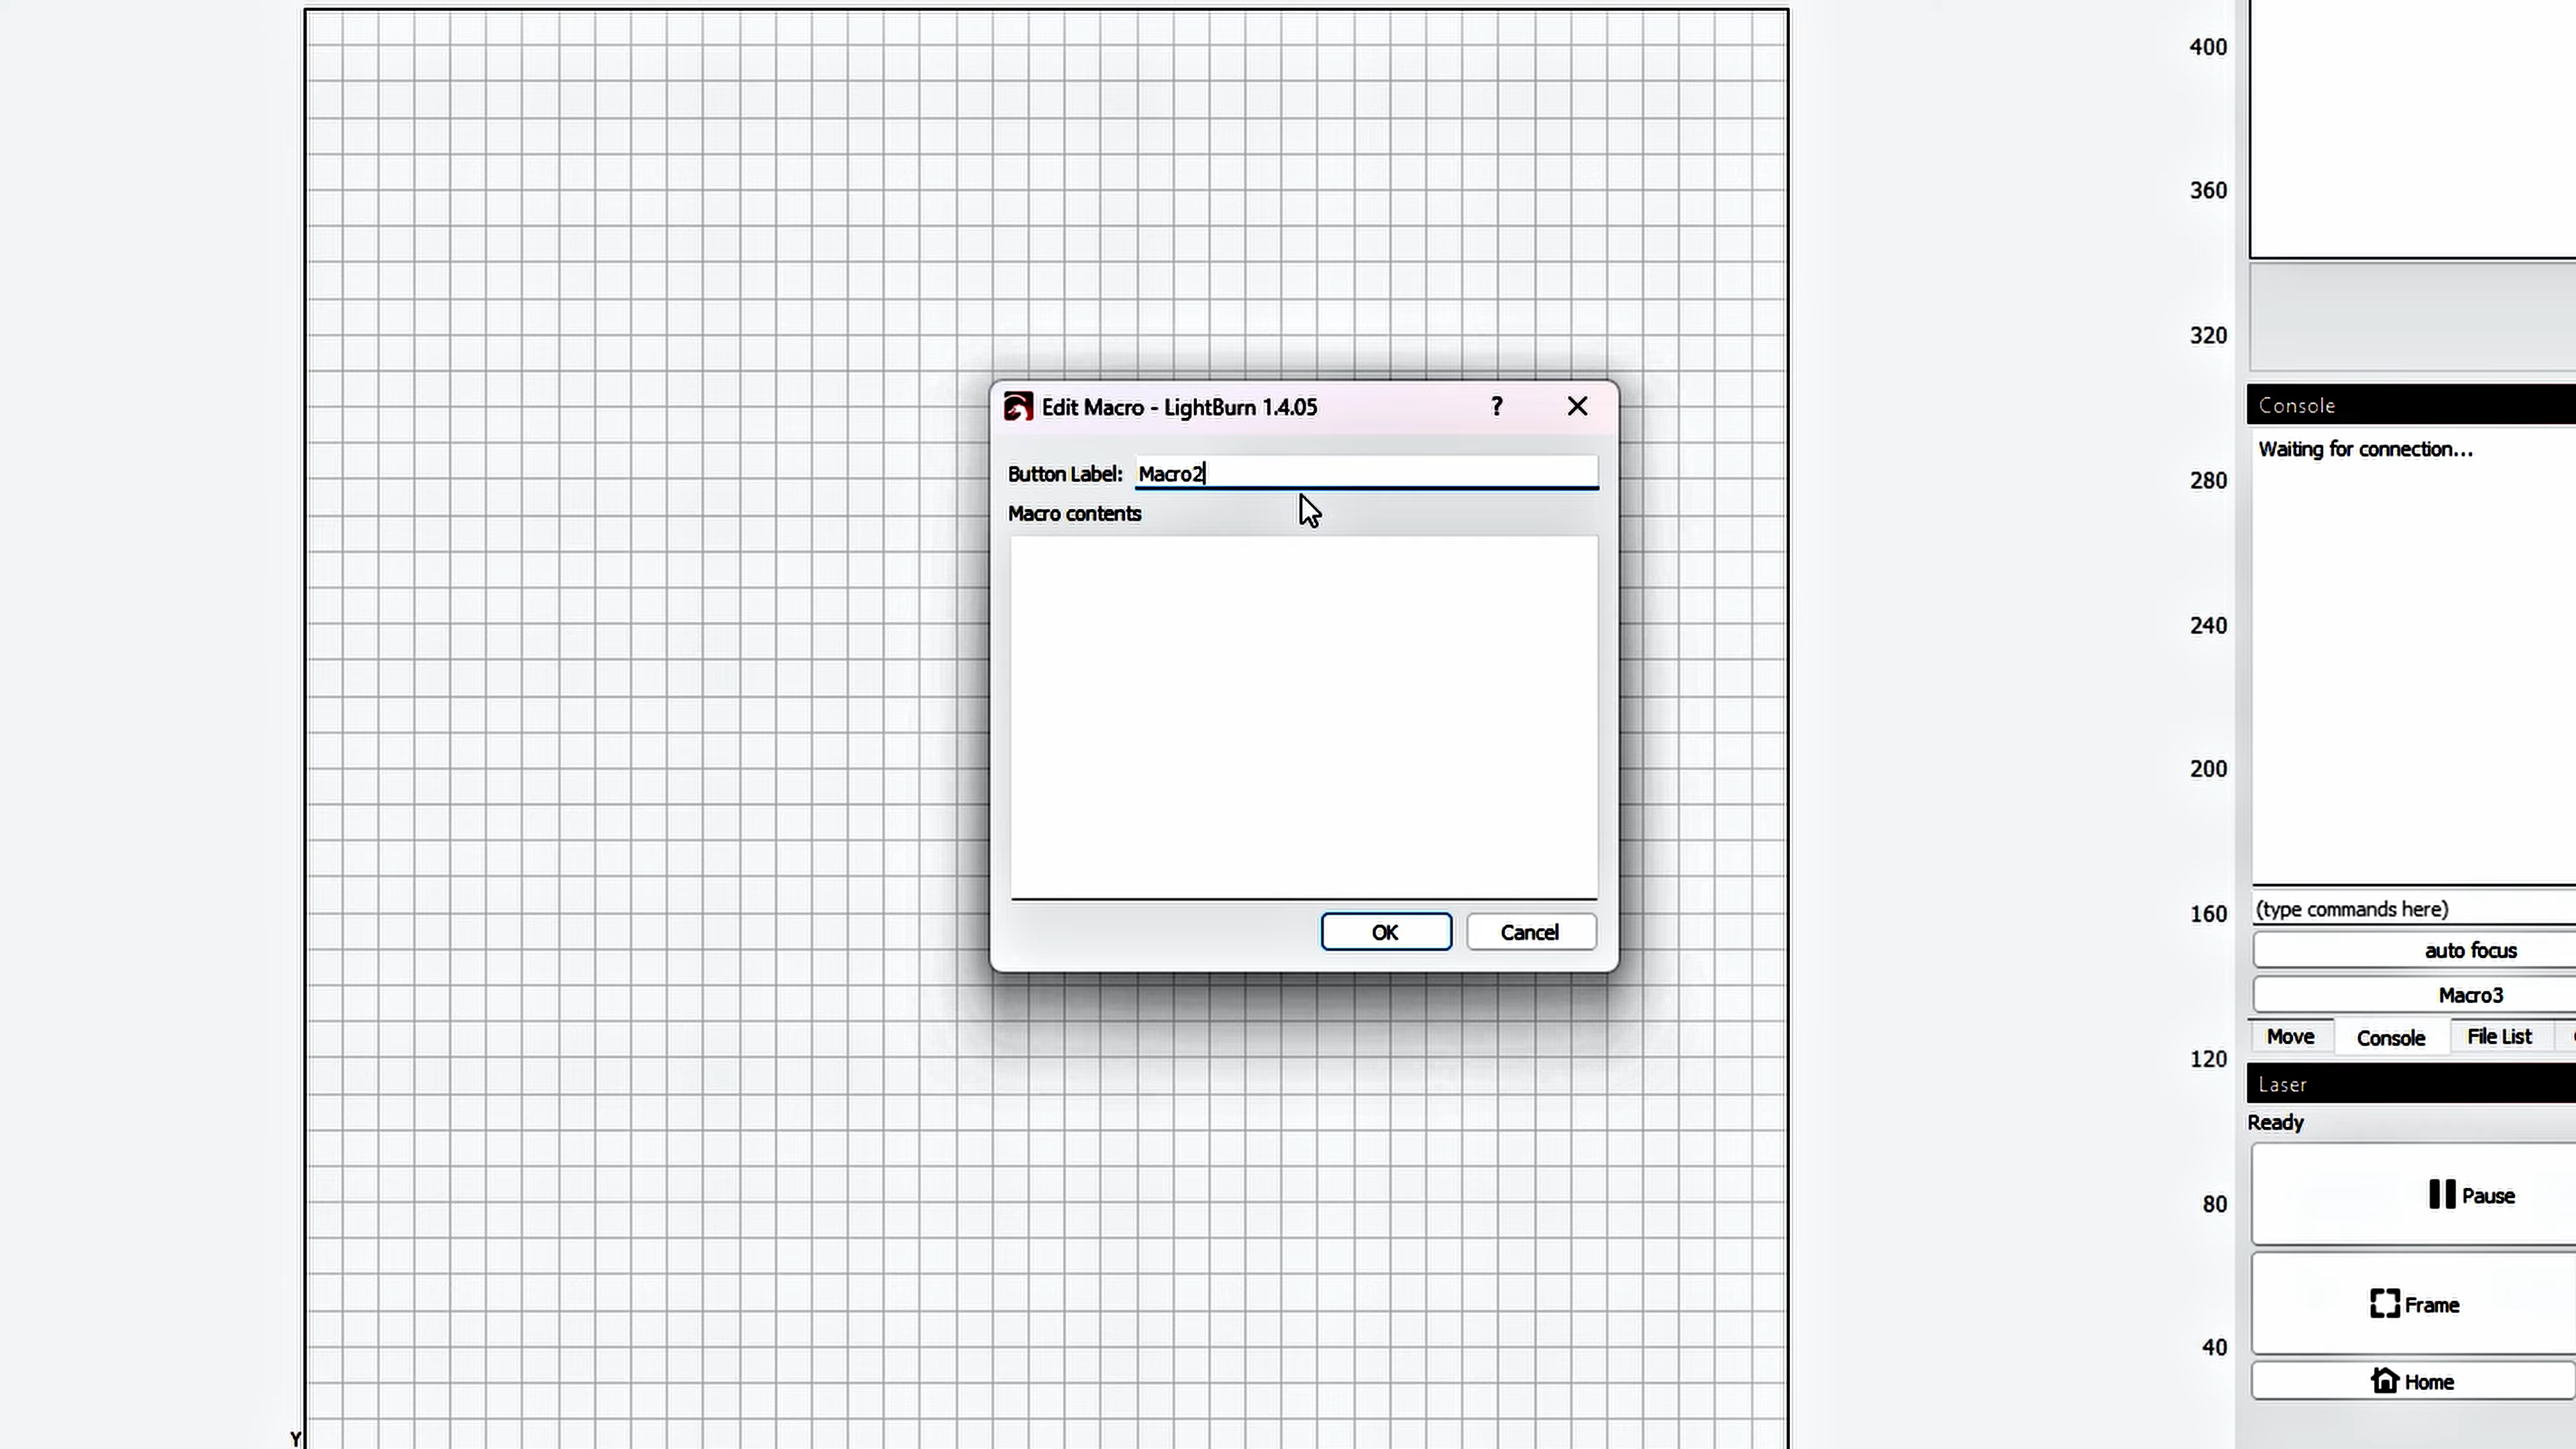 Edit Macro - LightBurn 1.4.05
?
Button Label: Macro2
Macro contents
OK
Cancel
400
360
320
280
240
200
160
120
80
40
Y
Console
Waiting for connection...
(type commands here)
auto focus
Macro3
Move
Console
File List
Laser
Ready
Pause
Frame
Home